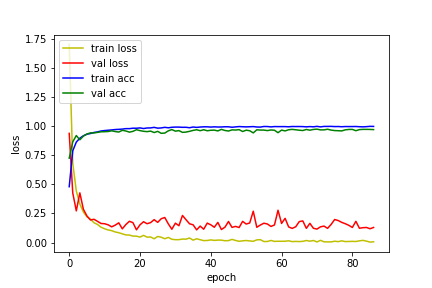 1.75
1.50
1.25
1.00
0.75
0.50
0.25
0.00
loss
train loss
val loss
train acc
val acc
0 20 40 60 80
epoch